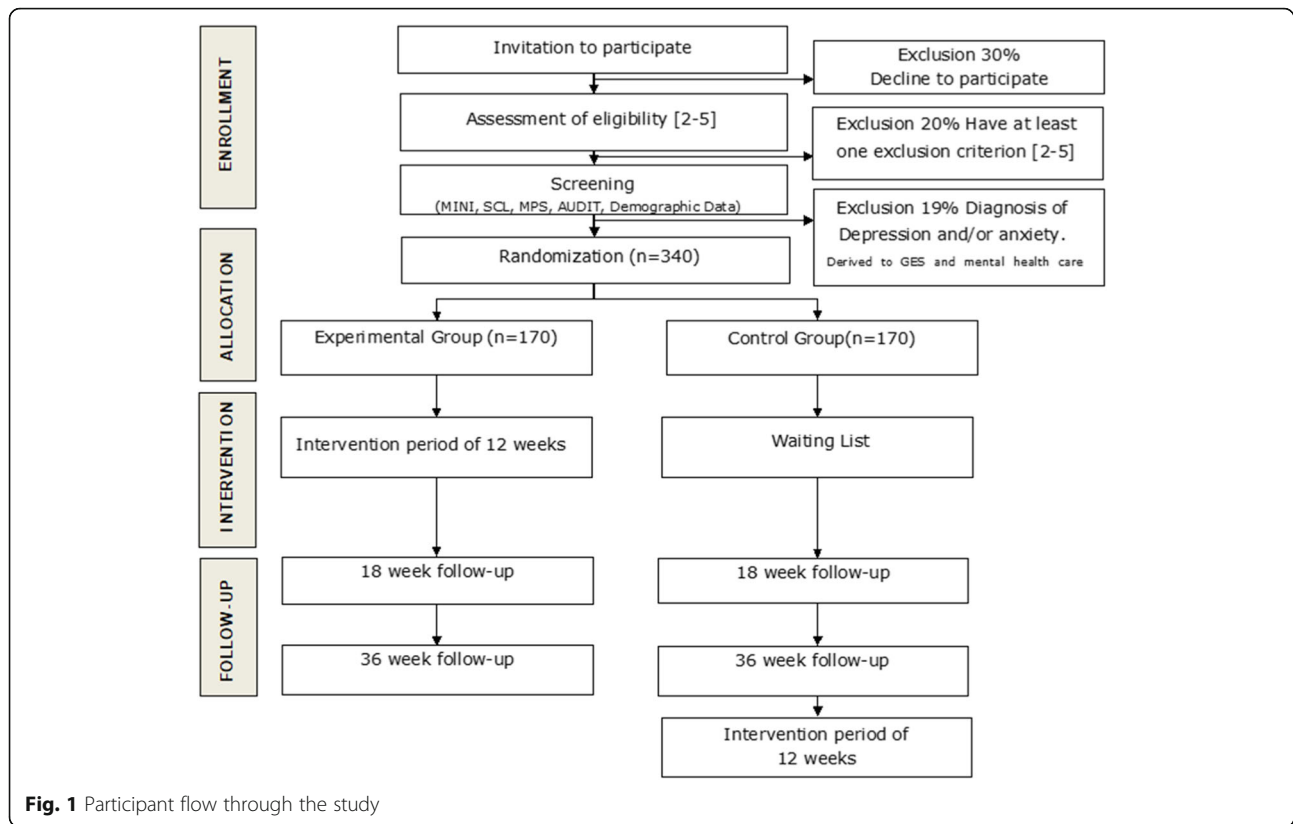 ENROLLMENT
Invitation to participate
Exclusion 30%
Decline to participate
Assessment of eligibility [2-5]
Exclusion 20% Have at least
one exclusion criterion [2-5]
Screening
(MINI, SCL, MPS, AUDIT, Demographic Data)
Exclusion 19% Diagnosis of
Depression and/or anxiety.
Derived to GES and mental health care
ALLOCATION
Randomization (n=340)
Experimental Group (n=170)
Control Group(n=170)
INTERVENTION
Intervention period of 12 weeks
Waiting List
FOLLOW-UP
18 week follow-up
18 week follow-up
36 week follow-up
36 week follow-up
Intervention period of
12 weeks
Fig. 1 Participant flow through the study